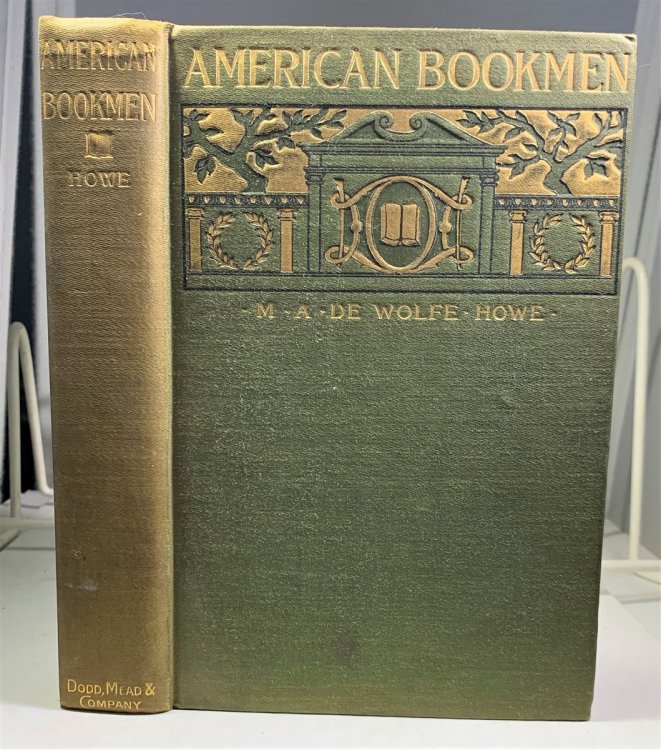 AMERICAN
BOOKMEN
HOWE
DODD, MEAD &
COMPANY
AMERICAN BOOKMEN
- M · A · DE WOLFE · HOWE -